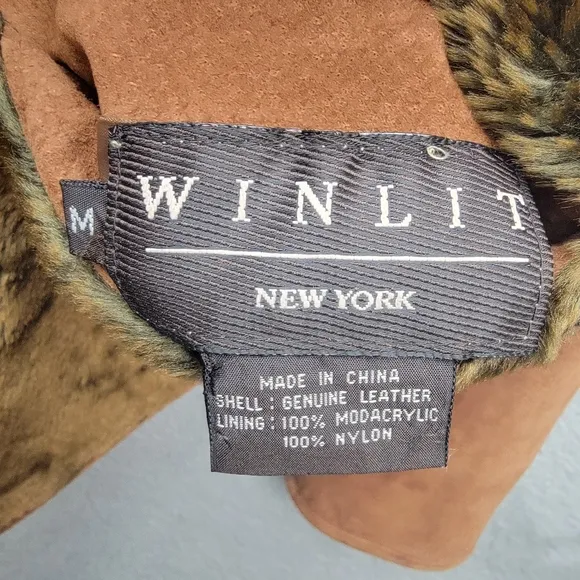 M
WINLIT
NEW YORK
MADE IN CHINA
SHELL : GENUINE LEATHER
LINING : 100% MODACRYLIC
100% NYLON